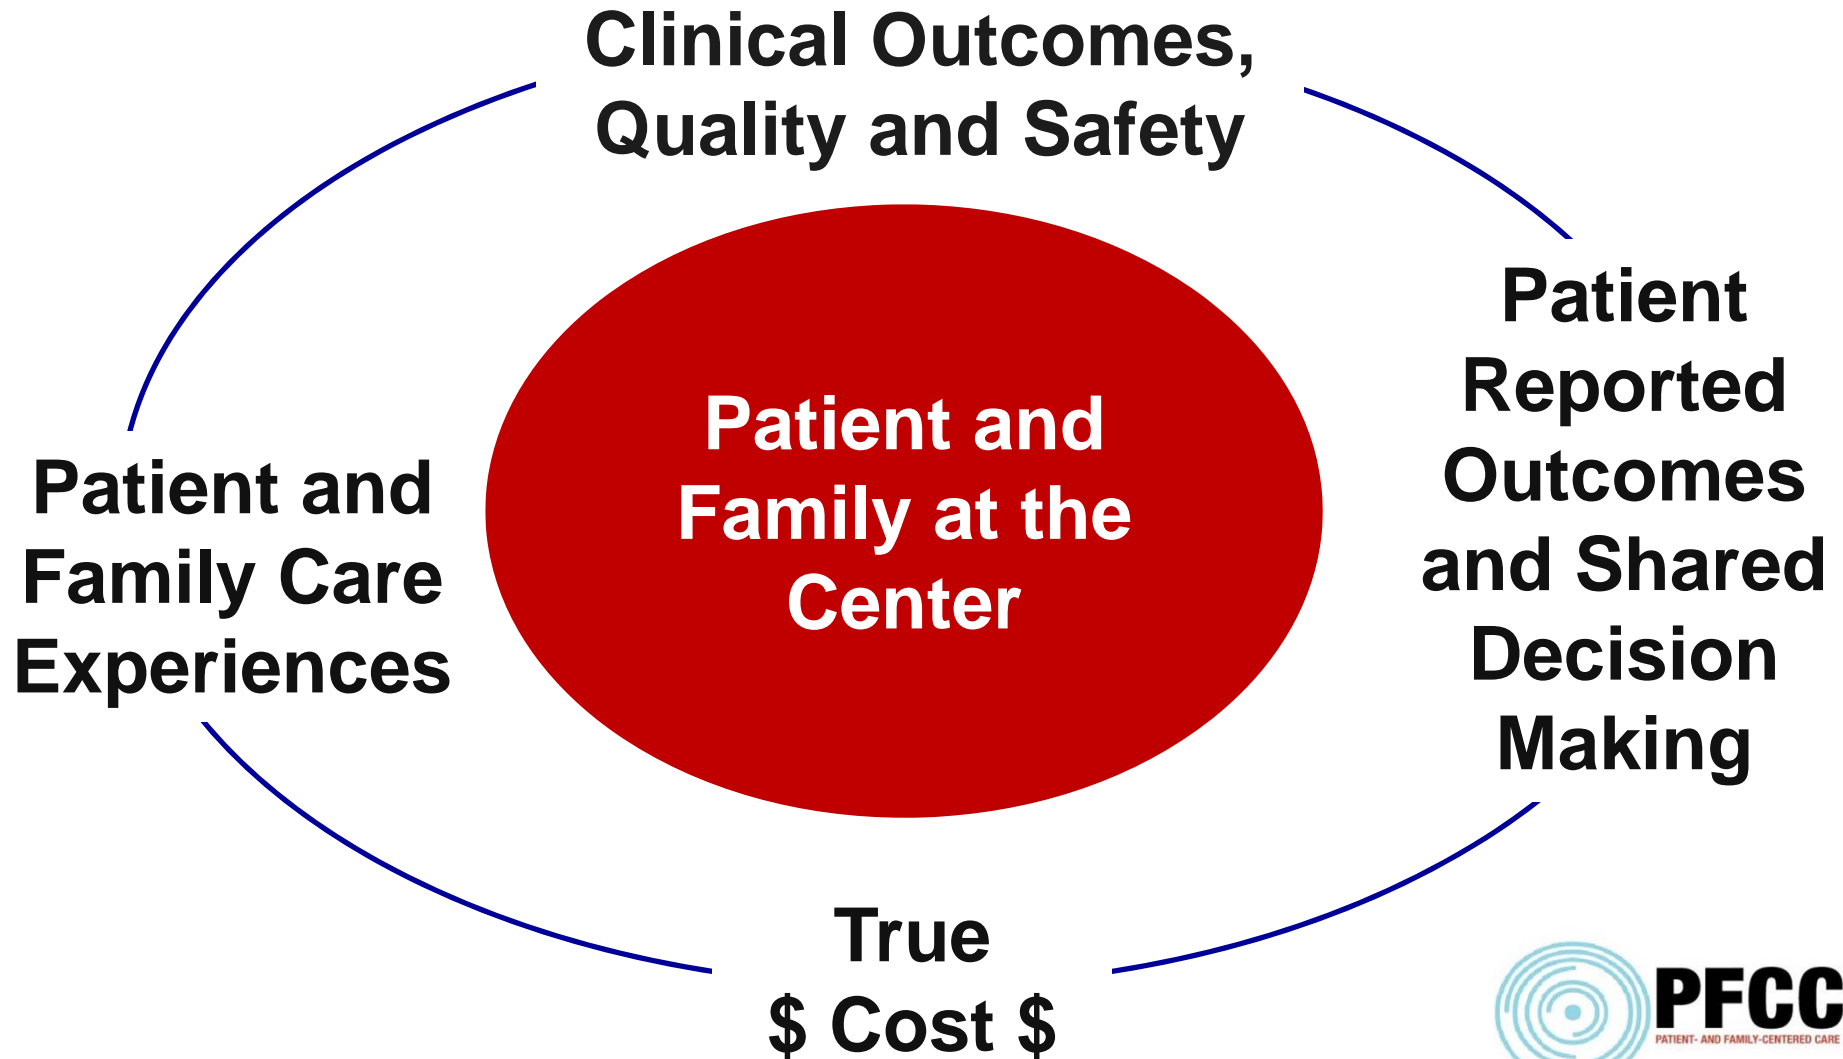 Clinical Outcomes,
Quality and Safety
Patient and
Family at the
Center
Patient and
Family Care
Experiences
Patient
Reported
Outcomes
and Shared
Decision
Making
True
$ Cost $
PFCC
PATIENT- AND FAMILY-CENTERED CARE